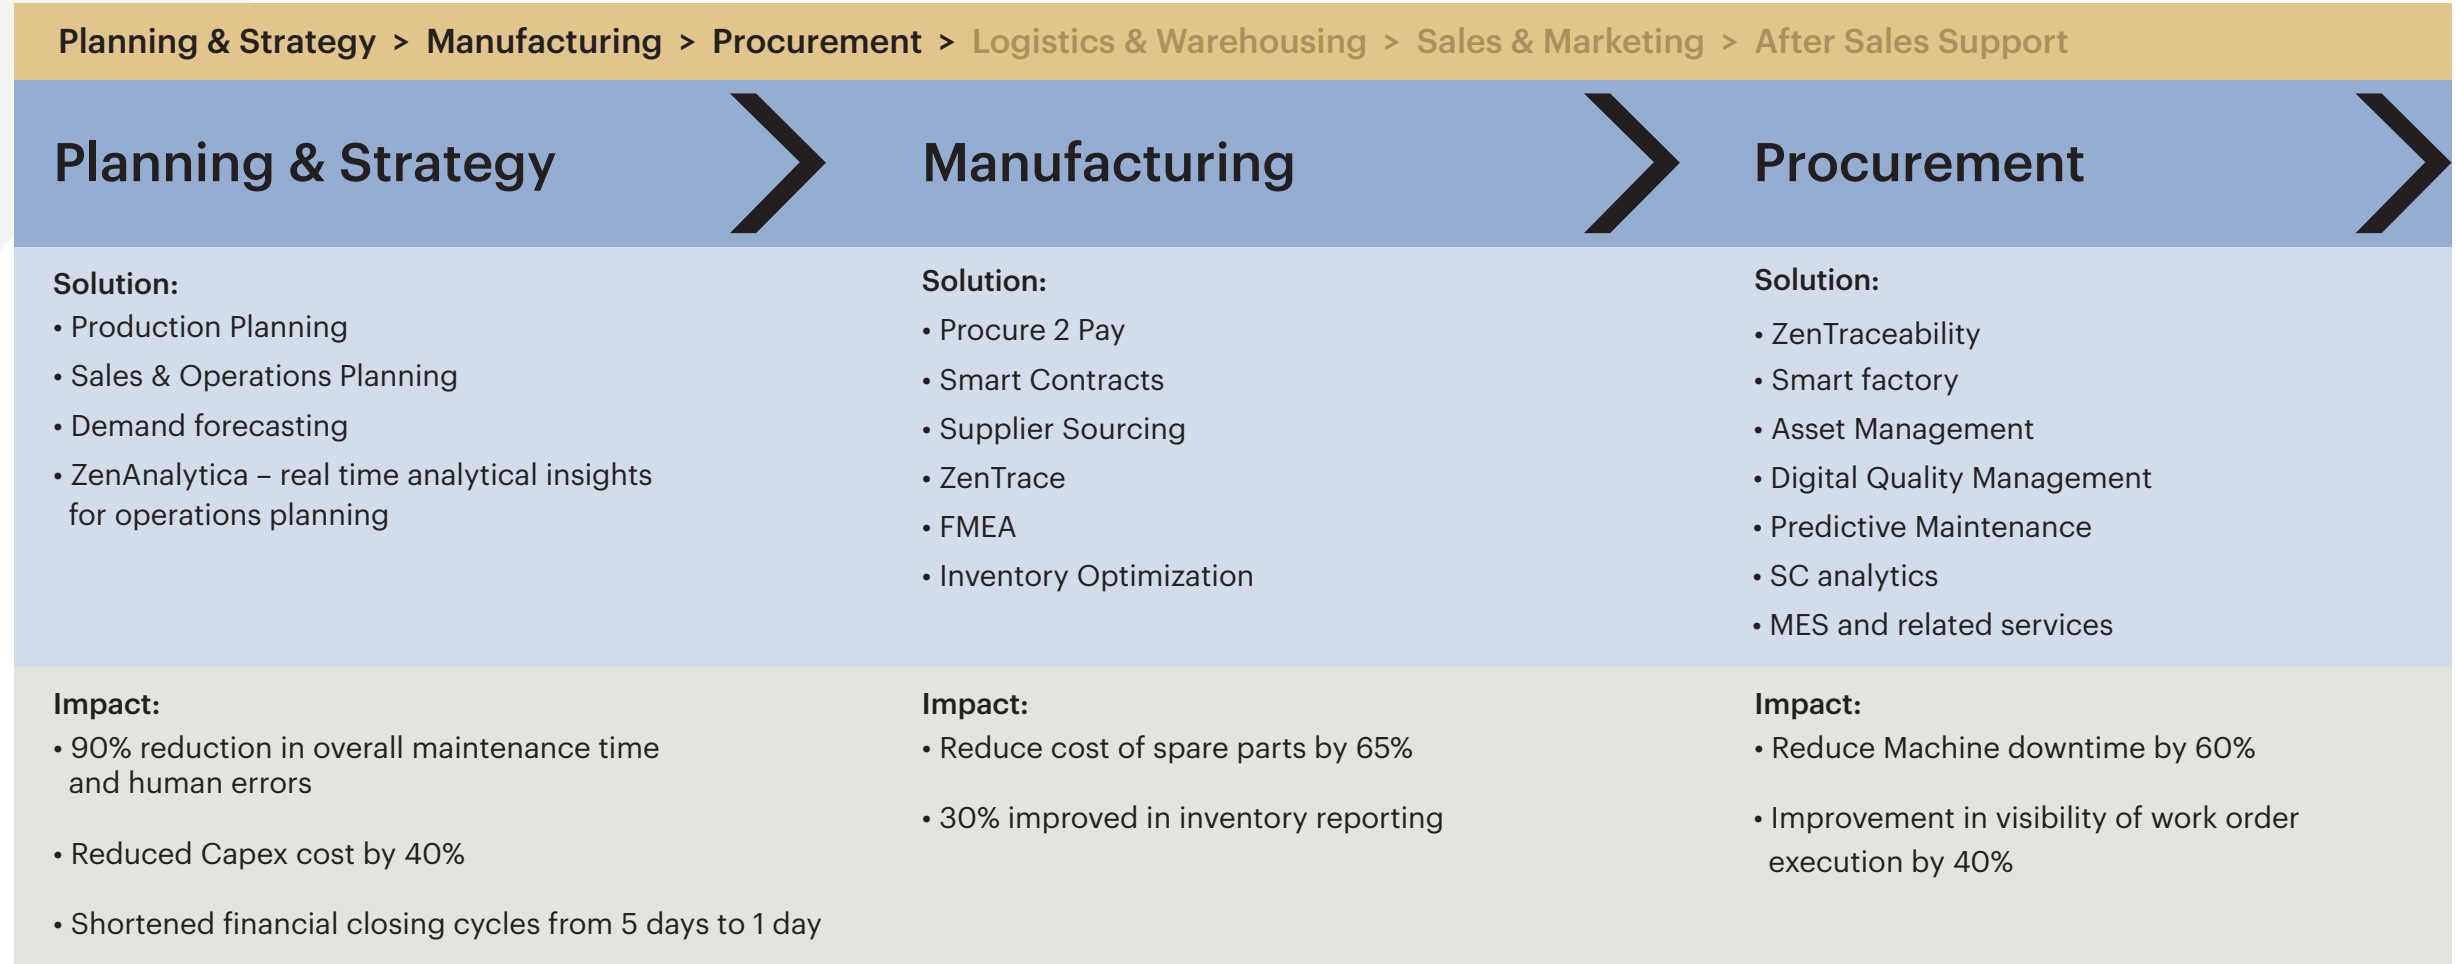 Planning & Strategy > Manufacturing > Procurement > Logistics & Warehousing > Sales & Marketing > After Sales Support
Planning & Strategy
Manufacturing
Procurement
Solution:
• Production Planning
• Sales & Operations Planning
• Demand forecasting
• ZenAnalytica – real time analytical insights
for operations planning
Solution:
• Procure 2 Pay
• Smart Contracts
• Supplier Sourcing
• ZenTrace
• FMEA
• Inventory Optimization
Solution:
• ZenTraceability
• Smart factory
• Asset Management
• Digital Quality Management
• Predictive Maintenance
• SC analytics
• MES and related services
Impact:
• 90% reduction in overall maintenance time
and human errors
• Reduced Capex cost by 40%
• Shortened financial closing cycles from 5 days to 1 day
Impact:
• Reduce cost of spare parts by 65%
• 30% improved in inventory reporting
Impact:
• Reduce Machine downtime by 60%
• Improvement in visibility of work order
execution by 40%